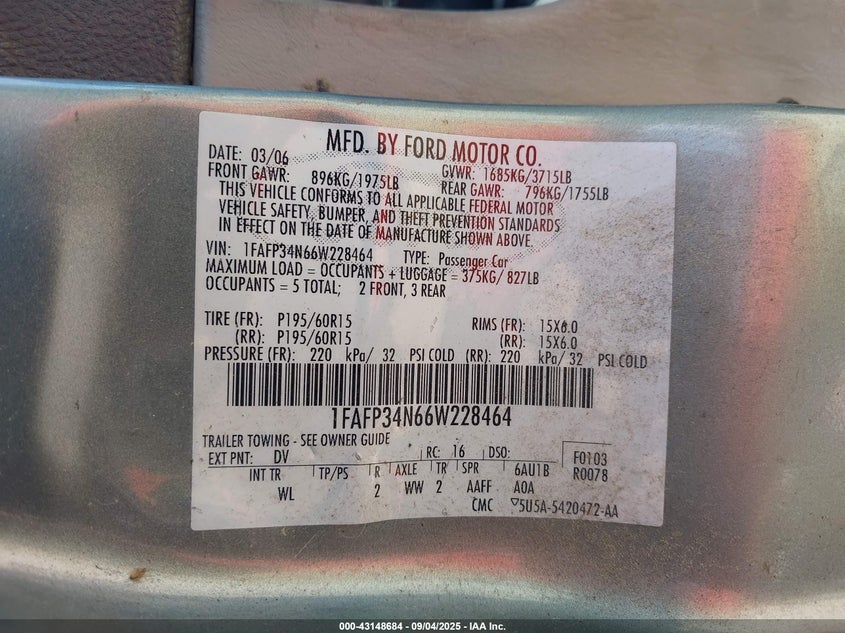 MFD. BY FORD MOTOR CO.
DATE: 03/06 GVWR: 1685KG/3715LB
FRONT GAWR: 896KG/1975LB REAR GAWR: 796KG/1755LB
THIS VEHICLE CONFORMS TO ALL APPLICABLE FEDERAL MOTOR
VEHICLE SAFETY, BUMPER, AND THEFT PREVENTION STANDARDS
IN EFFECT ON THE DATE OF MANUFACTURE SHOWN ABOVE.
VIN: 1FAFP34N66W228464 TYPE: Passenger Car
MAXIMUM LOAD = OCCUPANTS + LUGGAGE = 375KG/ 827LB
OCCUPANTS = 5 TOTAL; 2 FRONT, 3 REAR
TIRE (FR): P195/60R15 RIMS (FR): 15X6.0
(RR): P195/60R15 (RR): 15X6.0
PRESSURE (FR): 220 kPa/ 32 PSI COLD (RR): 220 kPa/ 32 PSI COLD
1FAFP34N66W228464
TRAILER TOWING - SEE OWNER GUIDE
EXT PNT: DV RC: 16 DSO: F0103
INT TR TP/PS R AXLE TR SPR 6AU1B R0078
WL 2 WW 2 AAFF A0A
CMC 5U5A-5420472-AA
000-43148684 - 09/04/2025 - IAA Inc.